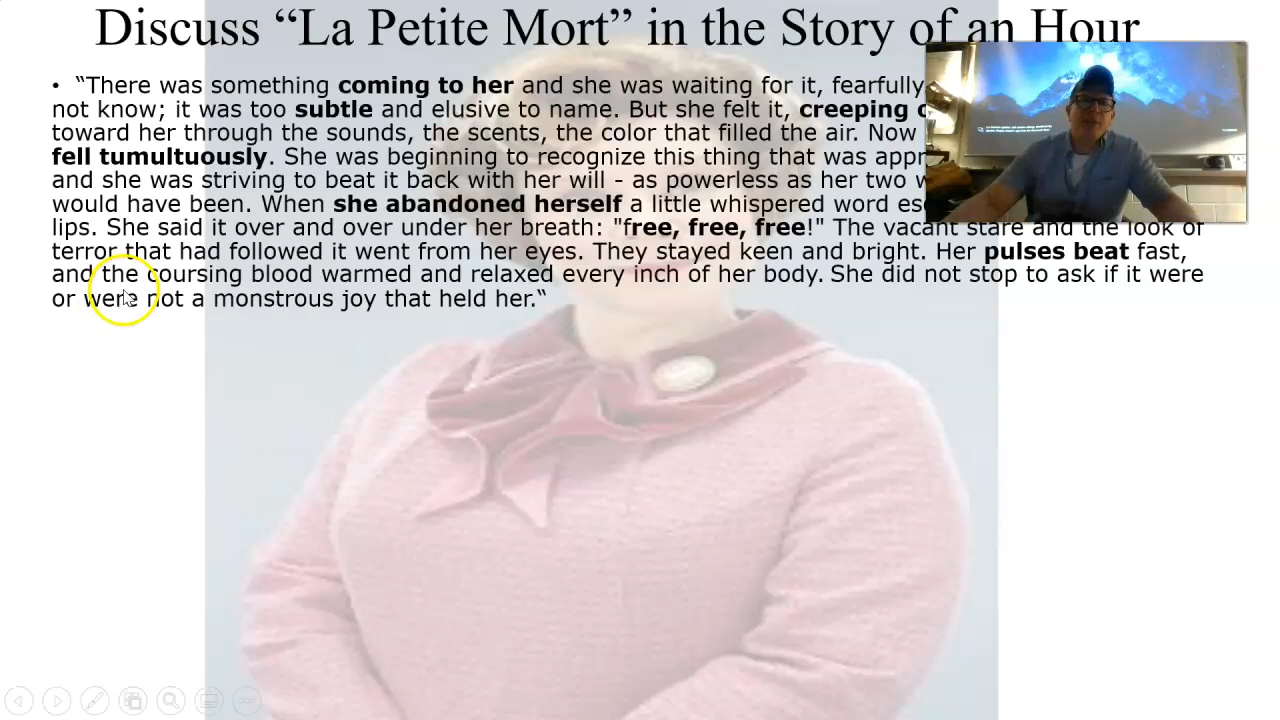 Discuss “La Petite Mort” in the Story of an Hour
• “There was something coming to her and she was waiting for it, fearfully
not know; it was too subtle and elusive to name. But she felt it, creeping
toward her through the sounds, the scents, the color that filled the air. Now
fell tumultuously. She was beginning to recognize this thing that was
and she was striving to beat it back with her will - as powerless as her two
would have been. When she abandoned herself a little whispered word
lips. She said it over and over under her breath: "free, free, free!" The vacant stare and the look of
terror that had followed it went from her eyes. They stayed keen and bright. Her pulses beat fast,
and the coursing blood warmed and relaxed every inch of her body. She did not stop to ask if it were
or were not a monstrous joy that held her.“